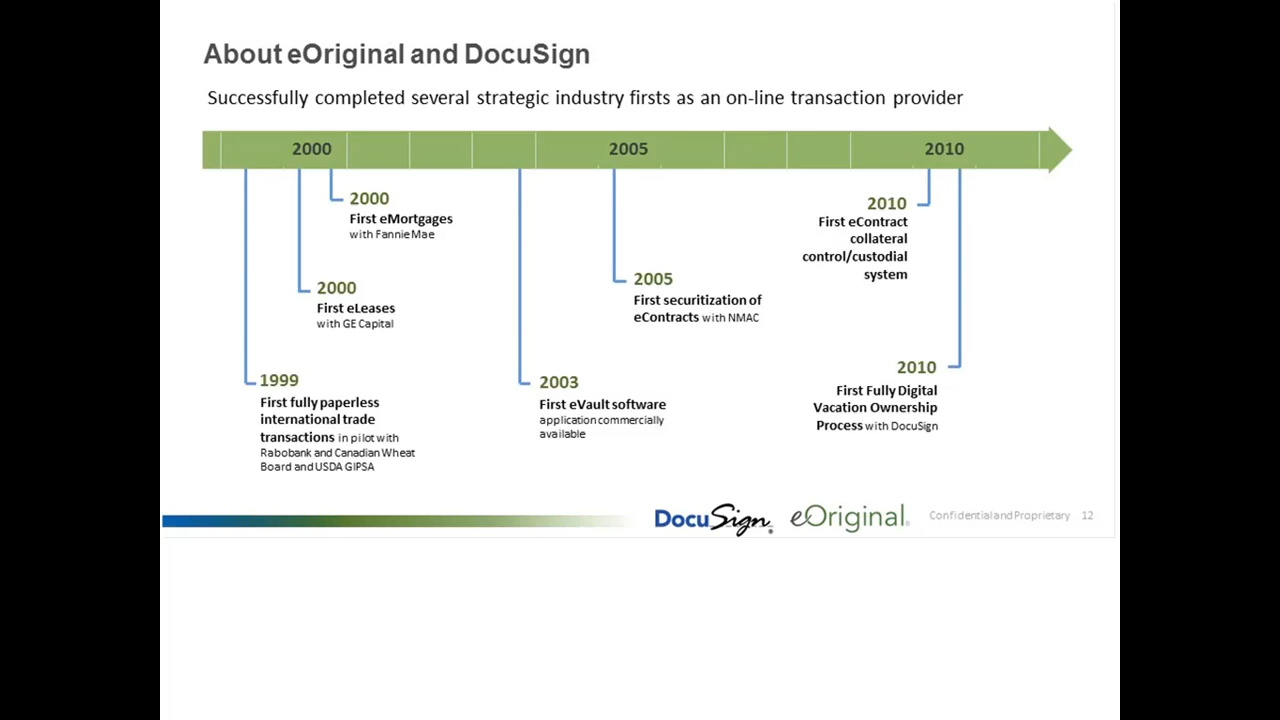 About eOriginal and DocuSign
Successfully completed several strategic industry firsts as an on-line transaction provider
2000 2005 2010
2000
First eMortgages
with Fannie Mae
2000
First eLeases
with GE Capital
1999
First fully paperless
international trade
transactions in pilot with
Rabobank and Canadian Wheat
Board and USDA GIPSA
2003
First eVault software
application commercially
available
2005
First securitization of
eContracts with NMAC
2010
First eContract
collateral
control/custodial
system
2010
First Fully Digital
Vacation Ownership
Process with DocuSign
DocuSign® eOriginal® Confidential and Proprietary 12